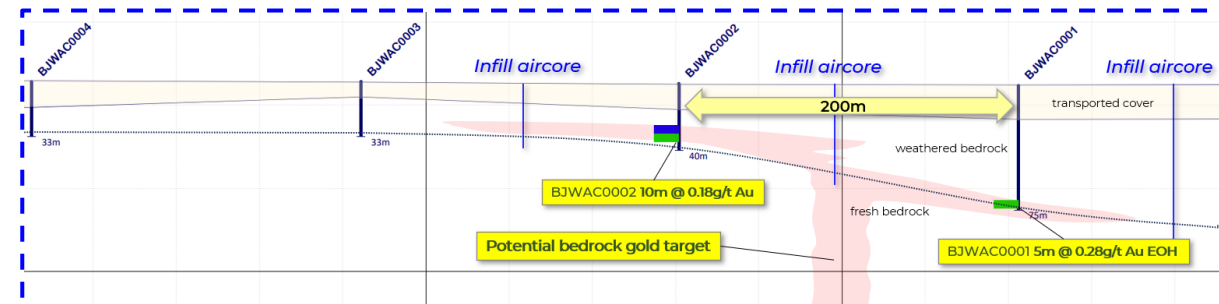 BJWAC0004
BJWAC0003
BJWAC0002
BJWAC0001
Infill aircore
Infill aircore
Infill aircore
200m
transported cover
33m
33m
40m
weathered bedrock
BJWAC0002 10m @ 0.18g/t Au
fresh bedrock
75m
Potential bedrock gold target
BJWAC0001 5m @ 0.28g/t Au EOH